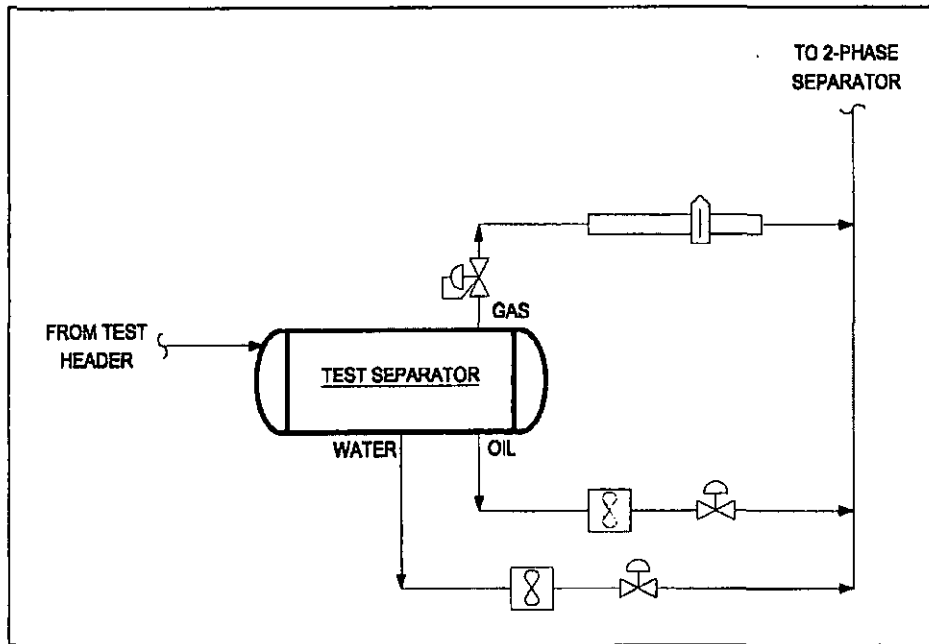 TO 2-PHASE
SEPARATOR
GAS
FROM TEST
HEADER
TEST SEPARATOR
WATER
OIL